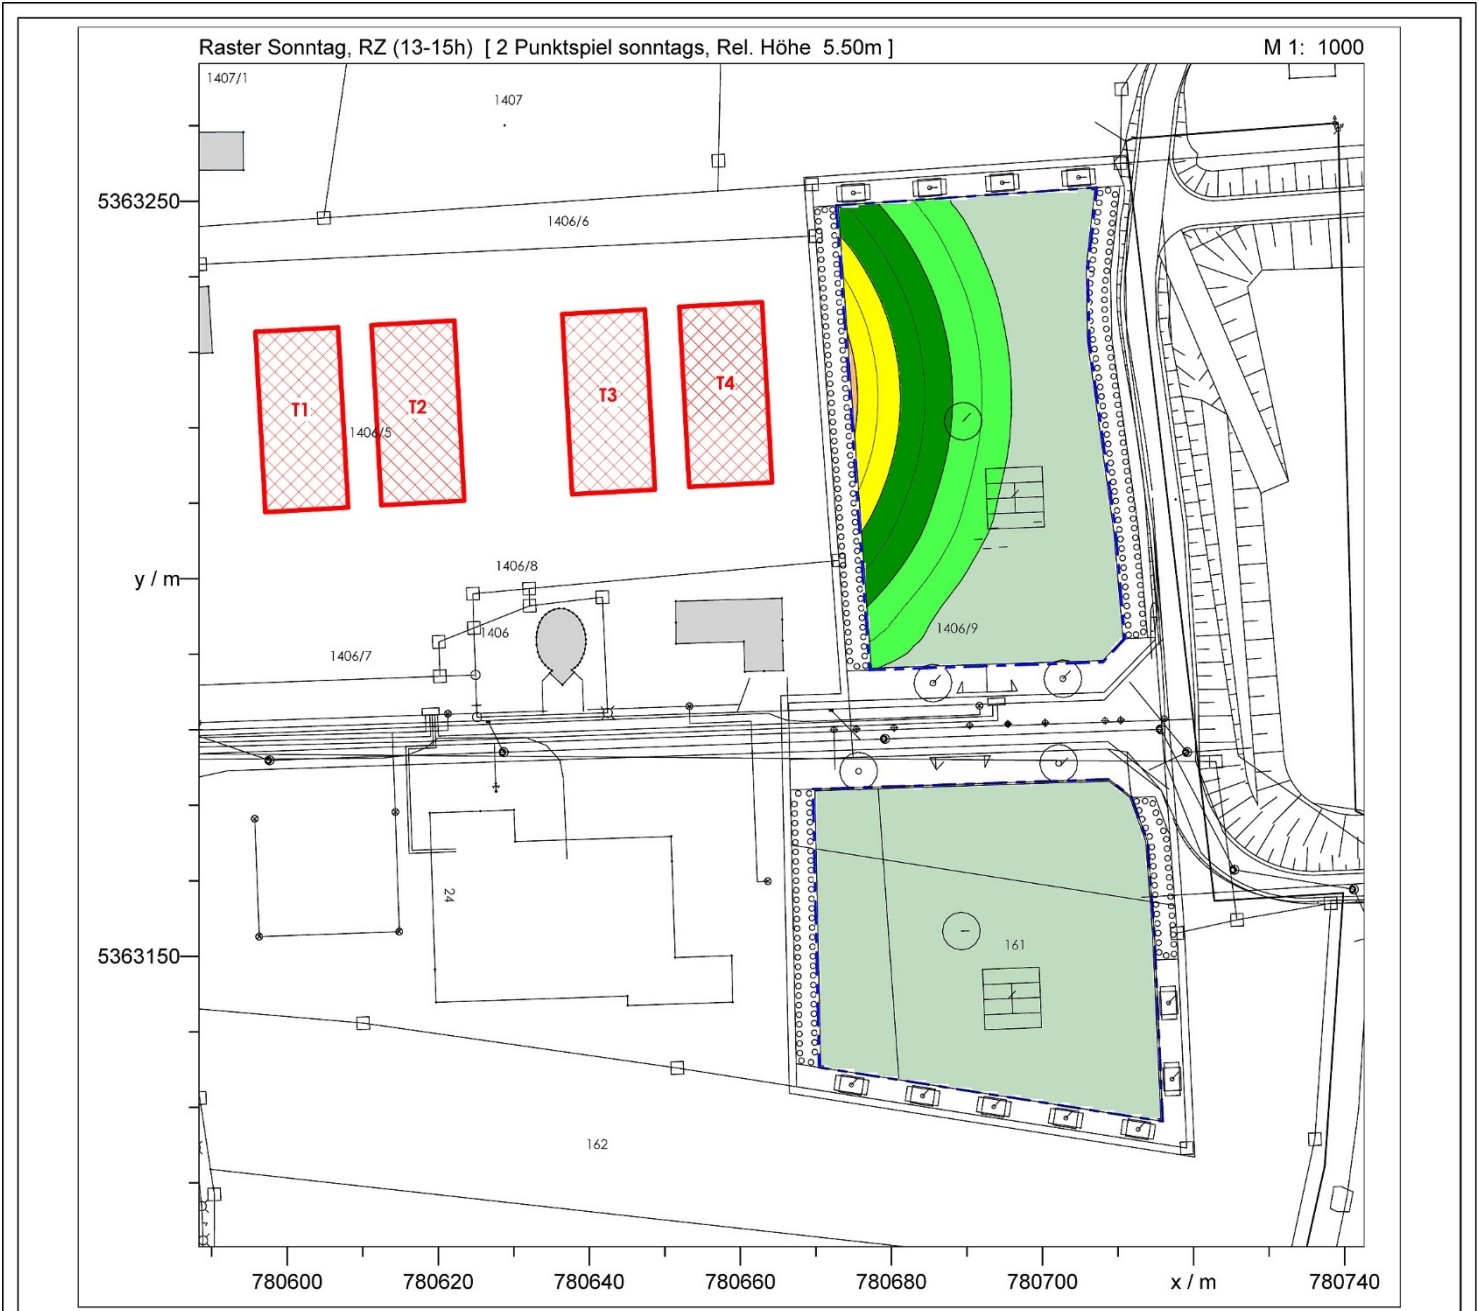 Raster Sonntag, RZ (13-15h) [ 2 Punktspiel sonntags, Rel. Höhe 5.50m ]
M 1: 1000
1407/1
1407
5363250
1406/6
T1
T2
T3
T4
1406/5
1406/8
y / m
1406
1406/9
1406/7
24
161
5363150
162
780600
780620
780640
780660
780680
780700
x / m
780740